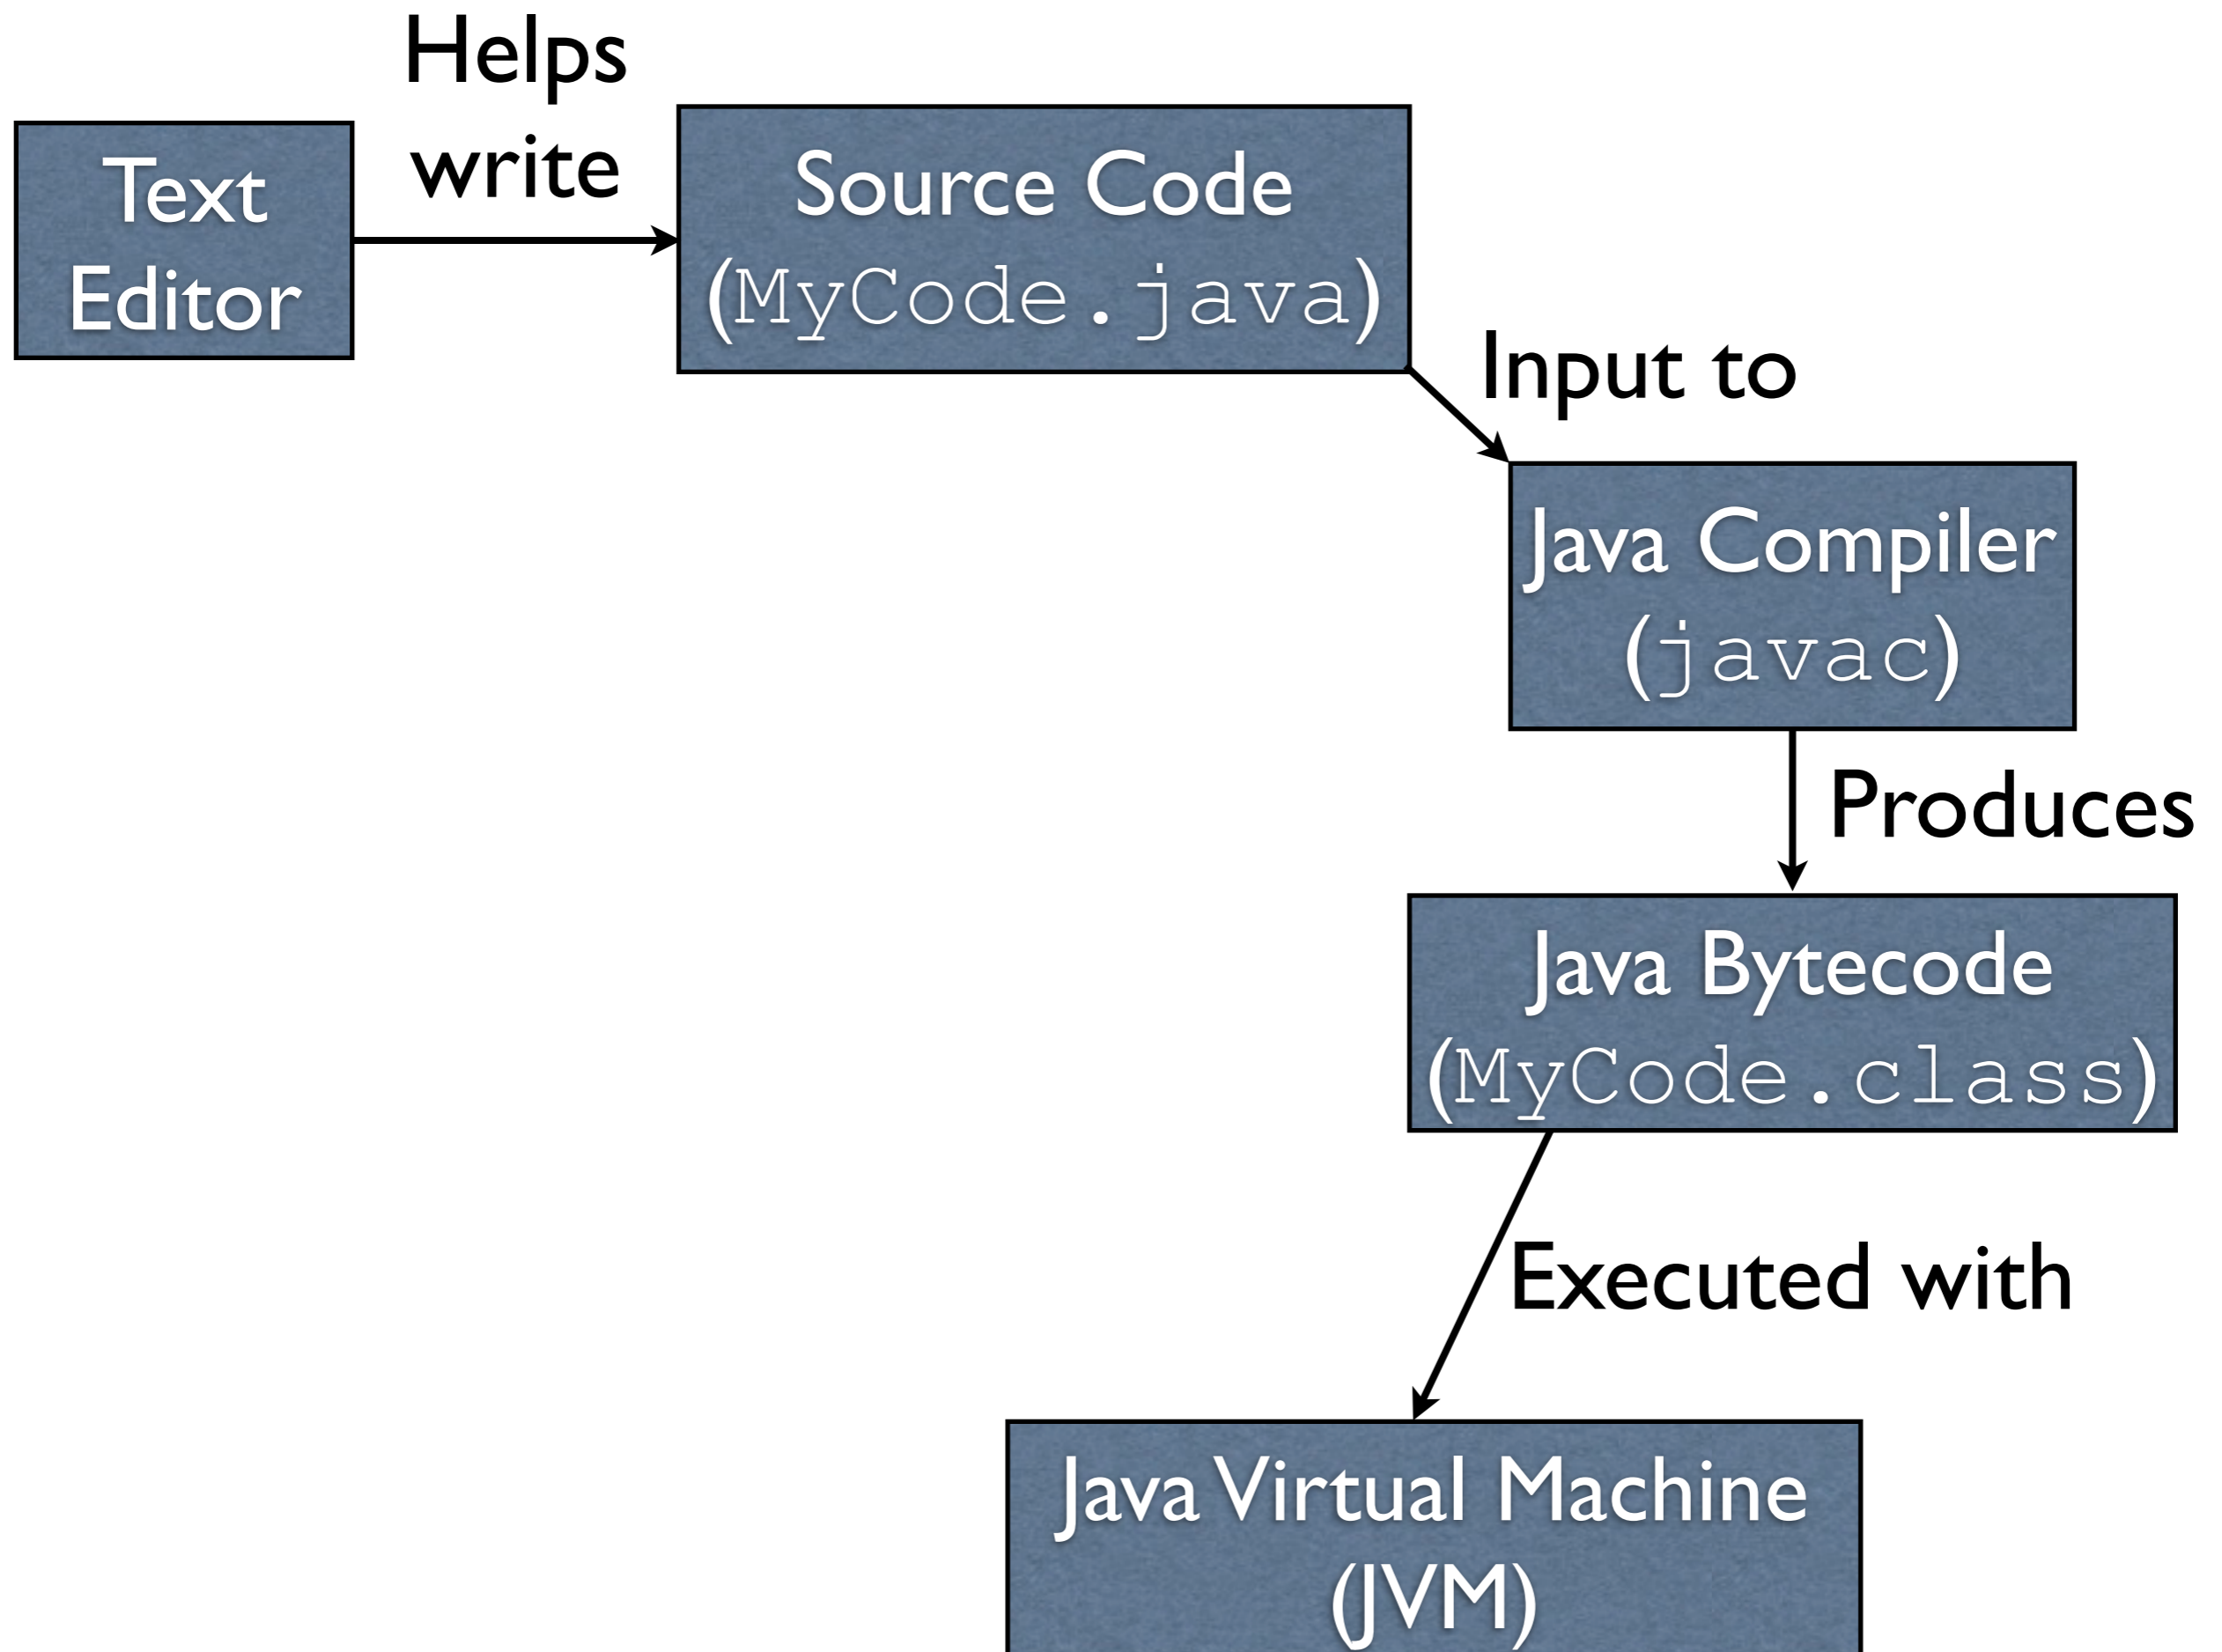 Helps
write
Text
Editor
Source Code
(MyCode.java)
Input to
Java Compiler
(javac)
Produces
Java Bytecode
(MyCode.class)
Executed with
Java Virtual Machine
(JVM)